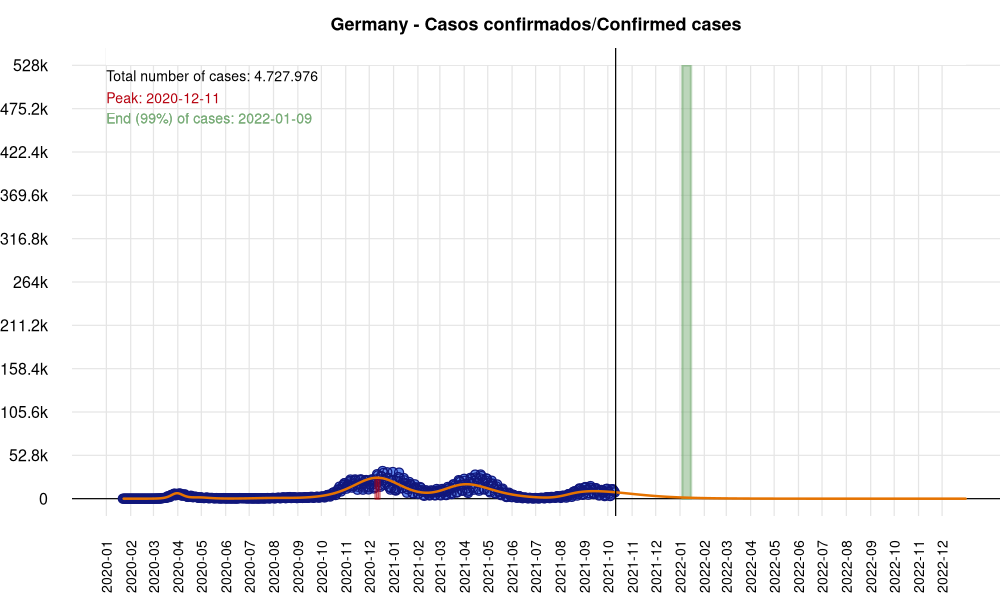 Germany - Casos confirmados/Confirmed cases
528k
475.2k
422.4k
369.6k
316.8k
264k
211.2k
158.4k
105.6k
52.8k
0
Total number of cases: 4.727.976
Peak: 2020-12-11
End (99%) of cases: 2022-01-09
2020-01
2020-02
2020-03
2020-04
2020-05
2020-06
2020-07
2020-08
2020-09
2020-10
2020-11
2020-12
2021-01
2021-02
2021-03
2021-04
2021-05
2021-06
2021-07
2021-08
2021-09
2021-10
2021-11
2021-12
2022-01
2022-02
2022-03
2022-04
2022-05
2022-06
2022-07
2022-08
2022-09
2022-10
2022-11
2022-12